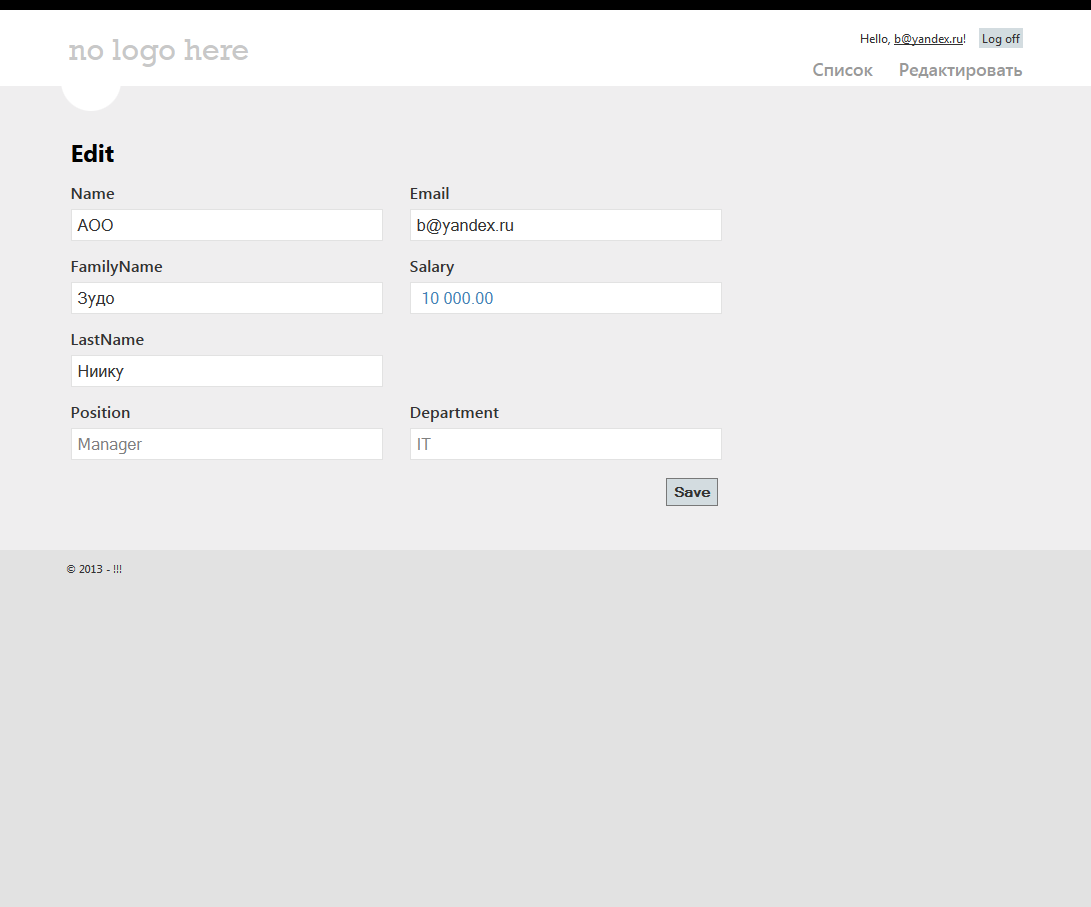 no logo here
Hello, b@yandex.ru! Log off
Список Редактировать
Edit
Name Email
АОО b@yandex.ru
FamilyName Salary
Зудо 10 000.00
LastName
Ниику
Position Department
Manager IT
Save
© 2013 - !!!